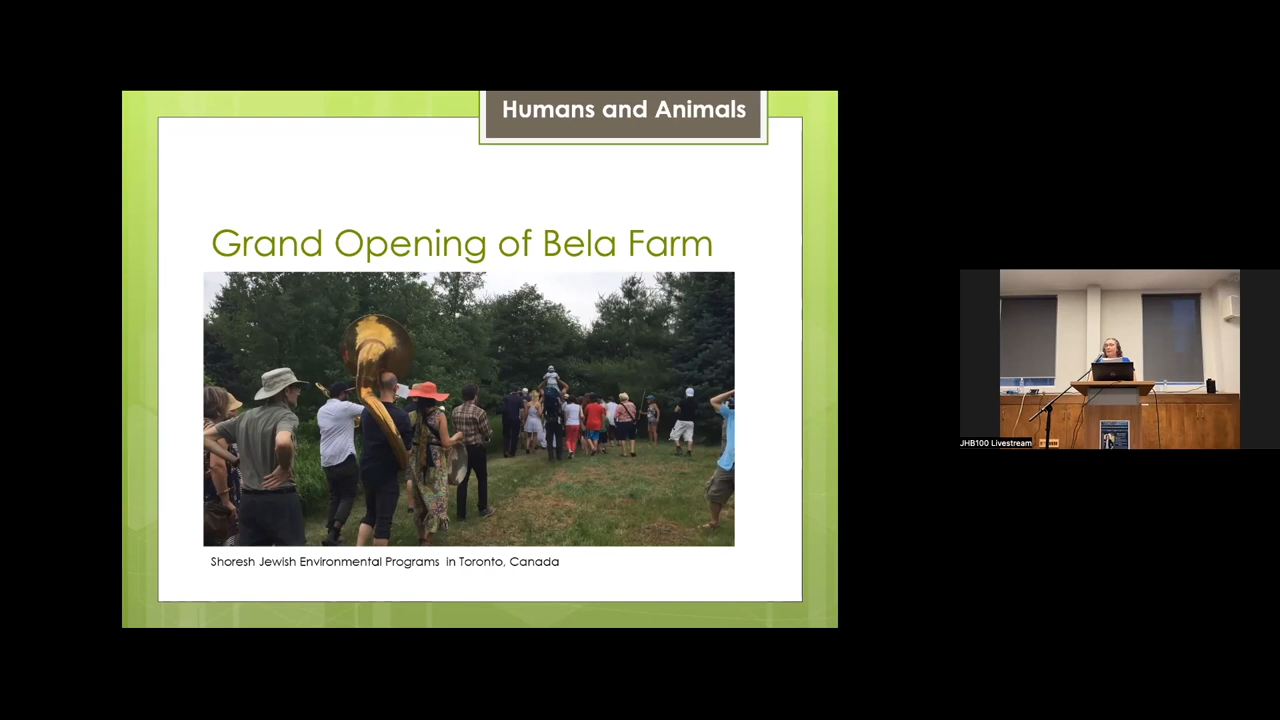 Humans and Animals
Grand Opening of Bela Farm
Shoresh Jewish Environmental Programs in Toronto, Canada
JHB100 Livestream